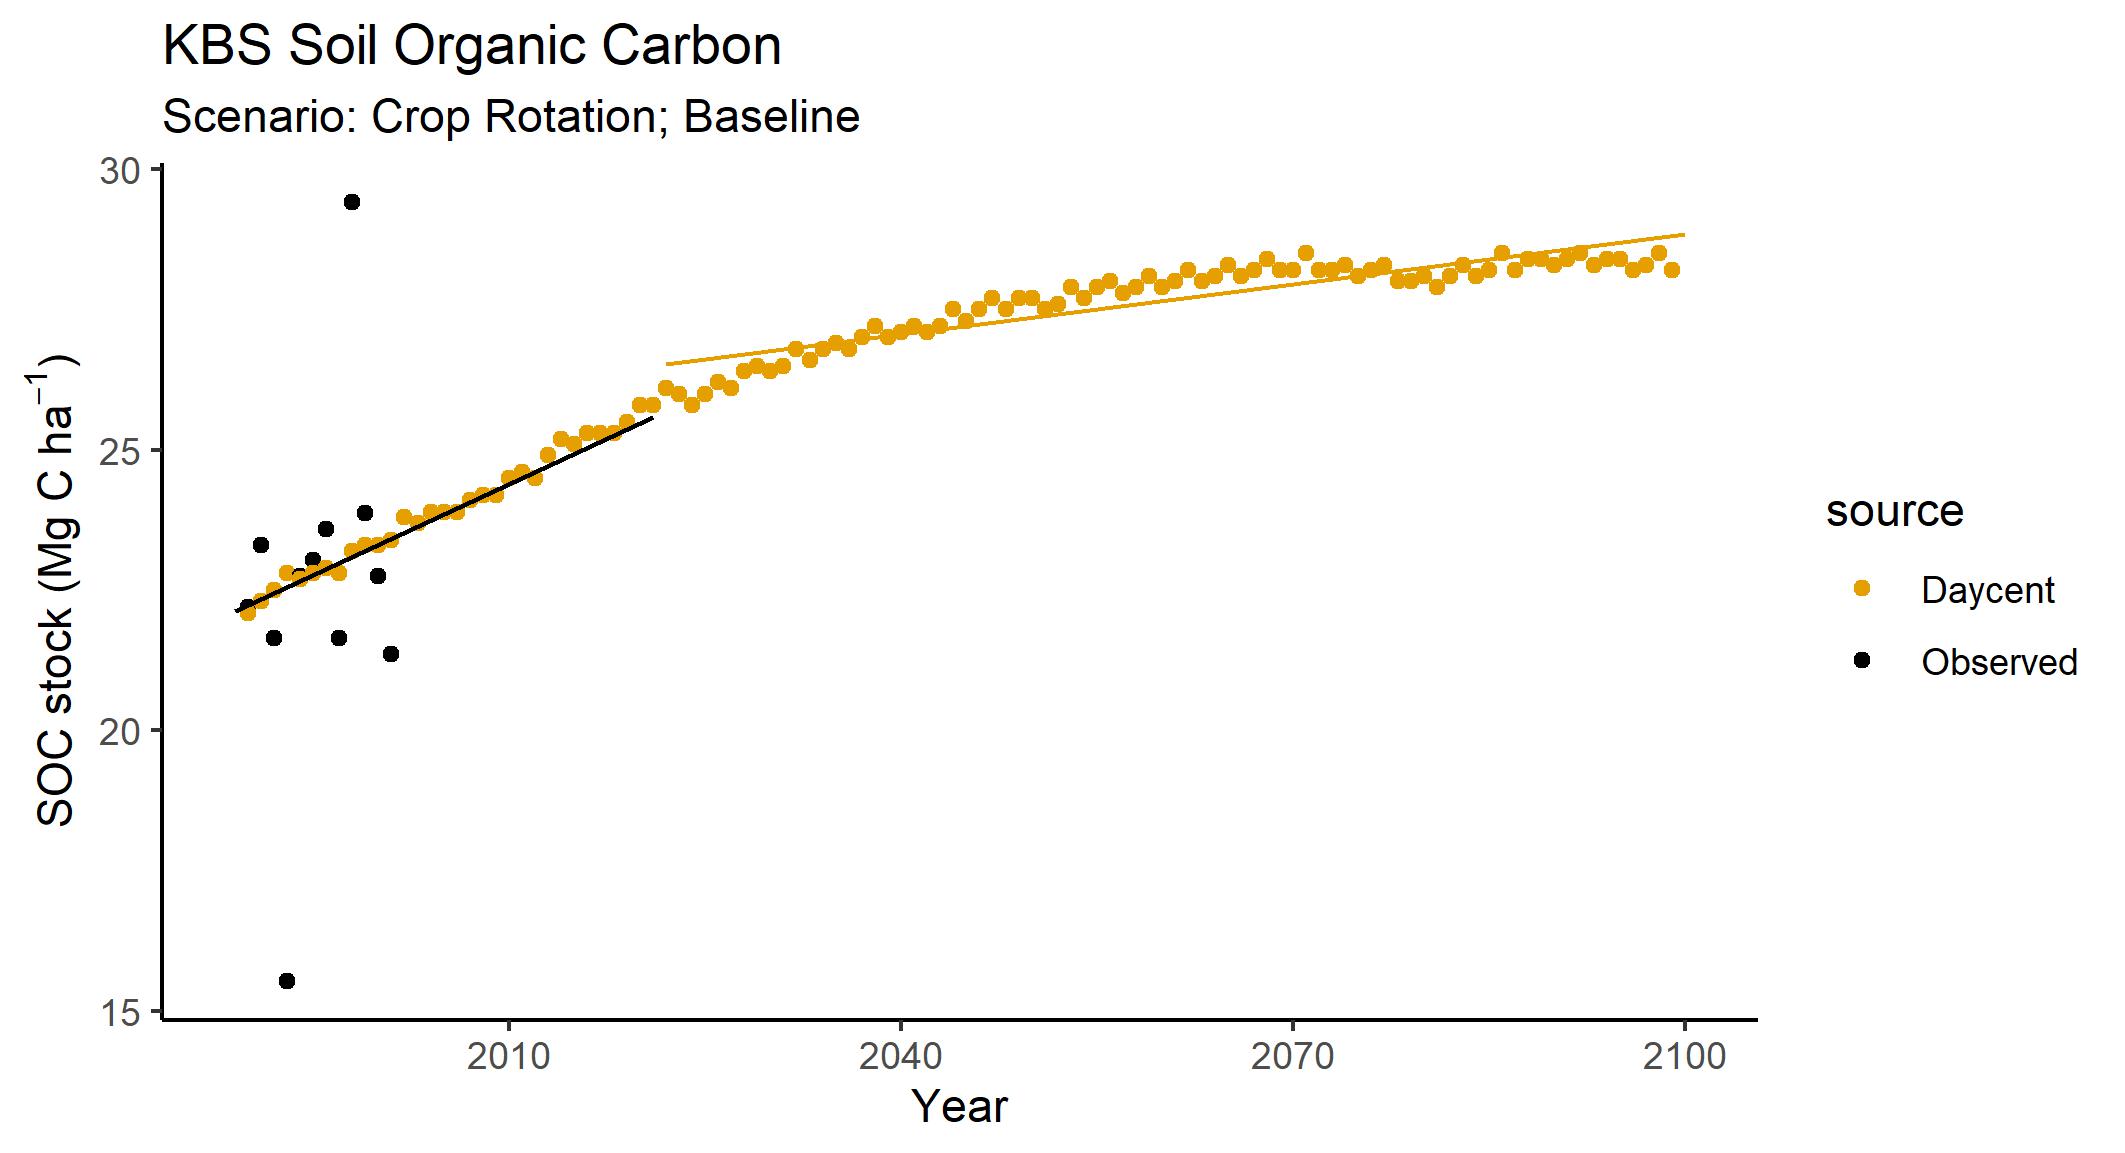 KBS Soil Organic Carbon
Scenario: Crop Rotation; Baseline
30
25
20
15
SOC stock (Mg C ha⁻¹)
2010
2040
2070
2100
Year
source
Daycent
Observed